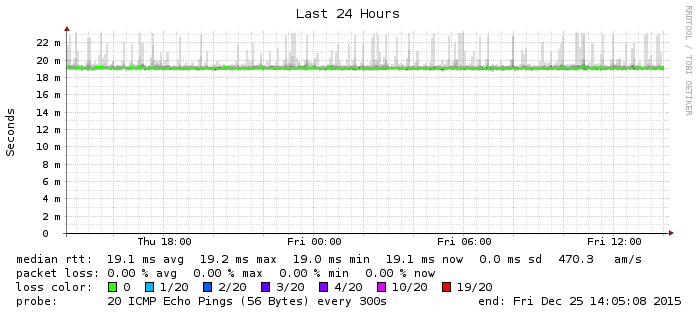 Last 24 Hours
RRDTOOL / TOBI OETIKER
Seconds
22 m
20 m
18 m
16 m
14 m
12 m
10 m
8 m
6 m
4 m
2 m
0
Thu 18:00 Fri 00:00 Fri 06:00 Fri 12:00
median rtt: 19.1 ms avg 19.2 ms max 19.0 ms min 19.1 ms now 0.0 ms sd 470.3 am/s
packet loss: 0.00 % avg 0.00 % max 0.00 % min 0.00 % now
loss color: 0 1/20 2/20 3/20 4/20 10/20 19/20
probe: 20 ICMP Echo Pings (56 Bytes) every 300s end: Fri Dec 25 14:05:08 2015